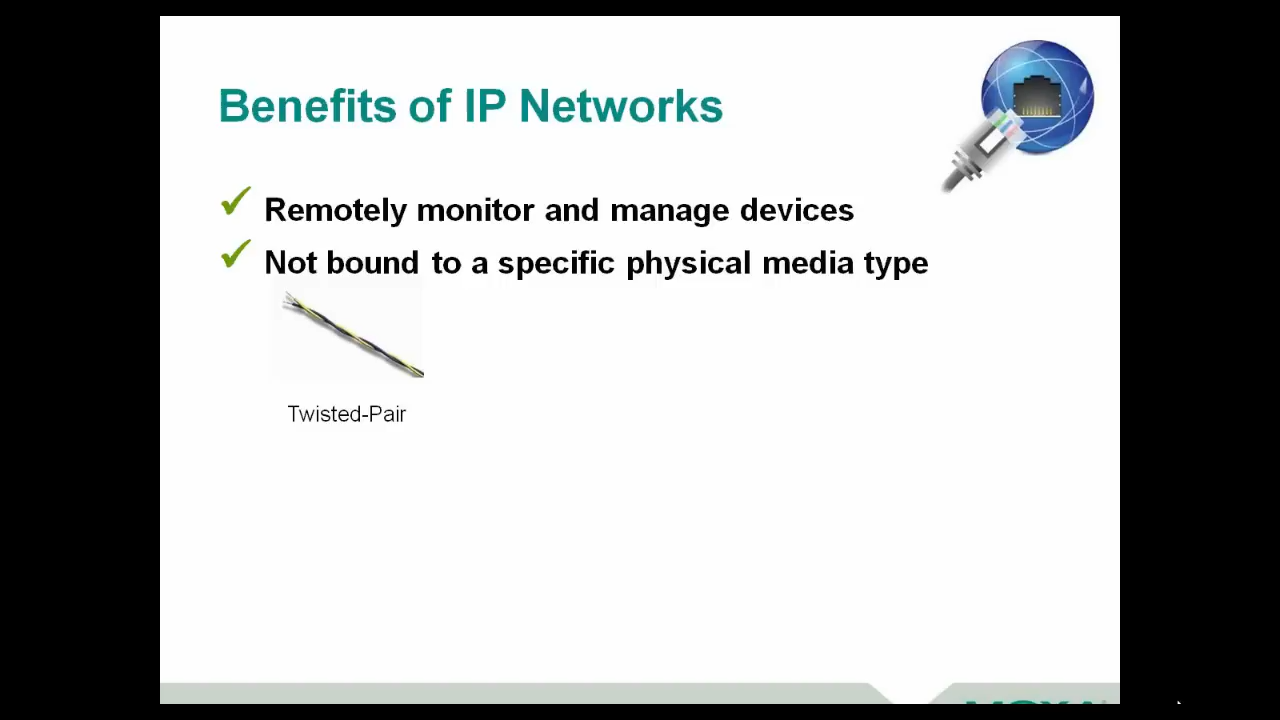 Benefits of IP Networks
Remotely monitor and manage devices
Not bound to a specific physical media type
Twisted-Pair